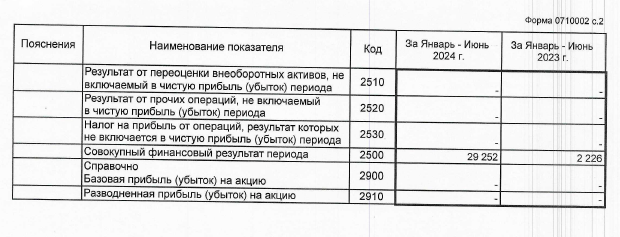 Форма 0710002 с.2
Пояснения Наименование показателя Код За Январь - Июнь 2024 г. За Январь - Июнь 2023 г.
Результат от переоценки внеоборотных активов, не
включаемый в чистую прибыль (убыток) периода 2510 - -
Результат от прочих операций, не включаемый
в чистую прибыль (убыток) периода 2520 - -
Налог на прибыль от операций, результат которых
не включается в чистую прибыль (убыток) периода 2530 - -
Совокупный финансовый результат периода 2500 29 252 2 226
Справочно
Базовая прибыль (убыток) на акцию 2900 - -
Разводненная прибыль (убыток) на акцию 2910 - -